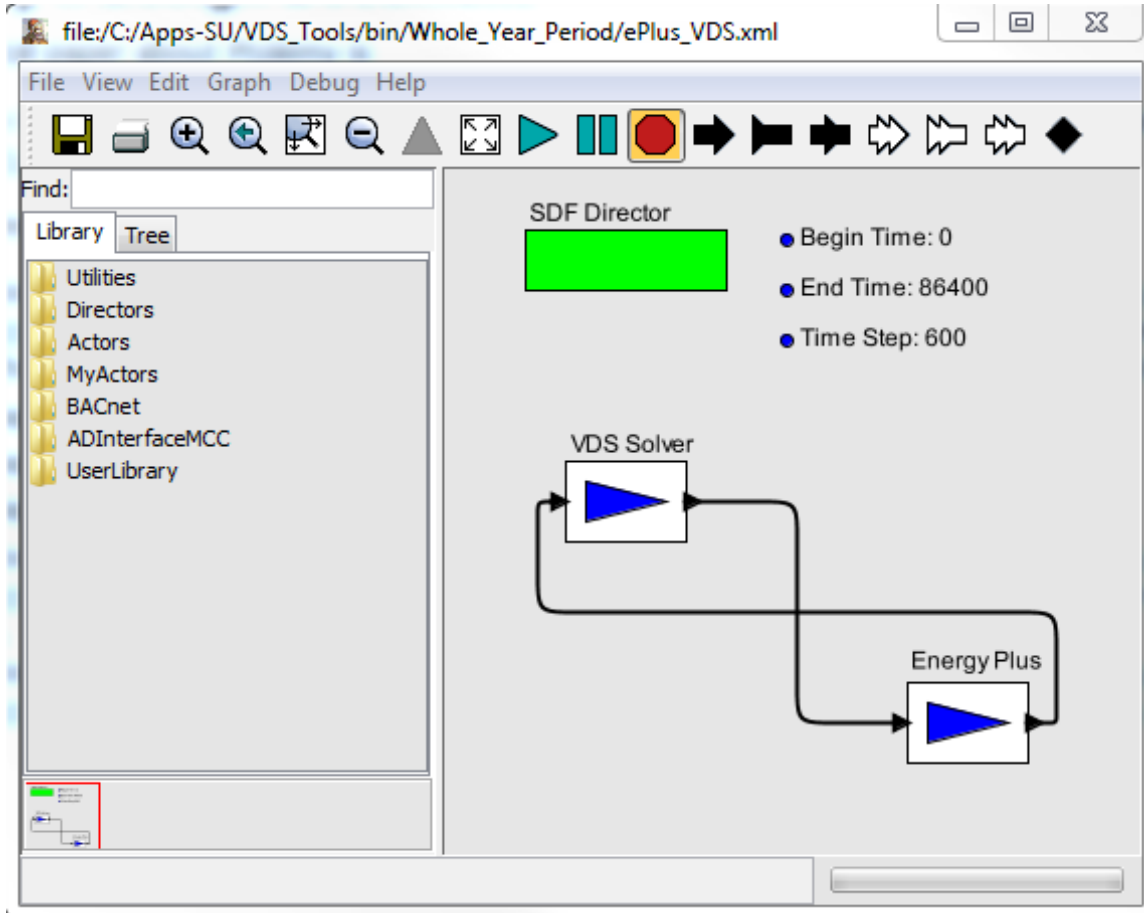 file:/C:/Apps-SU/VDS_Tools/bin/Whole_Year_Period/ePlus_VDS.xml
File View Edit Graph Debug Help
Find:
Library Tree
Utilities
Directors
Actors
MyActors
BACnet
ADInterfaceMCC
UserLibrary
SDF Director
Begin Time: 0
End Time: 86400
Time Step: 600
VDS Solver
Energy Plus